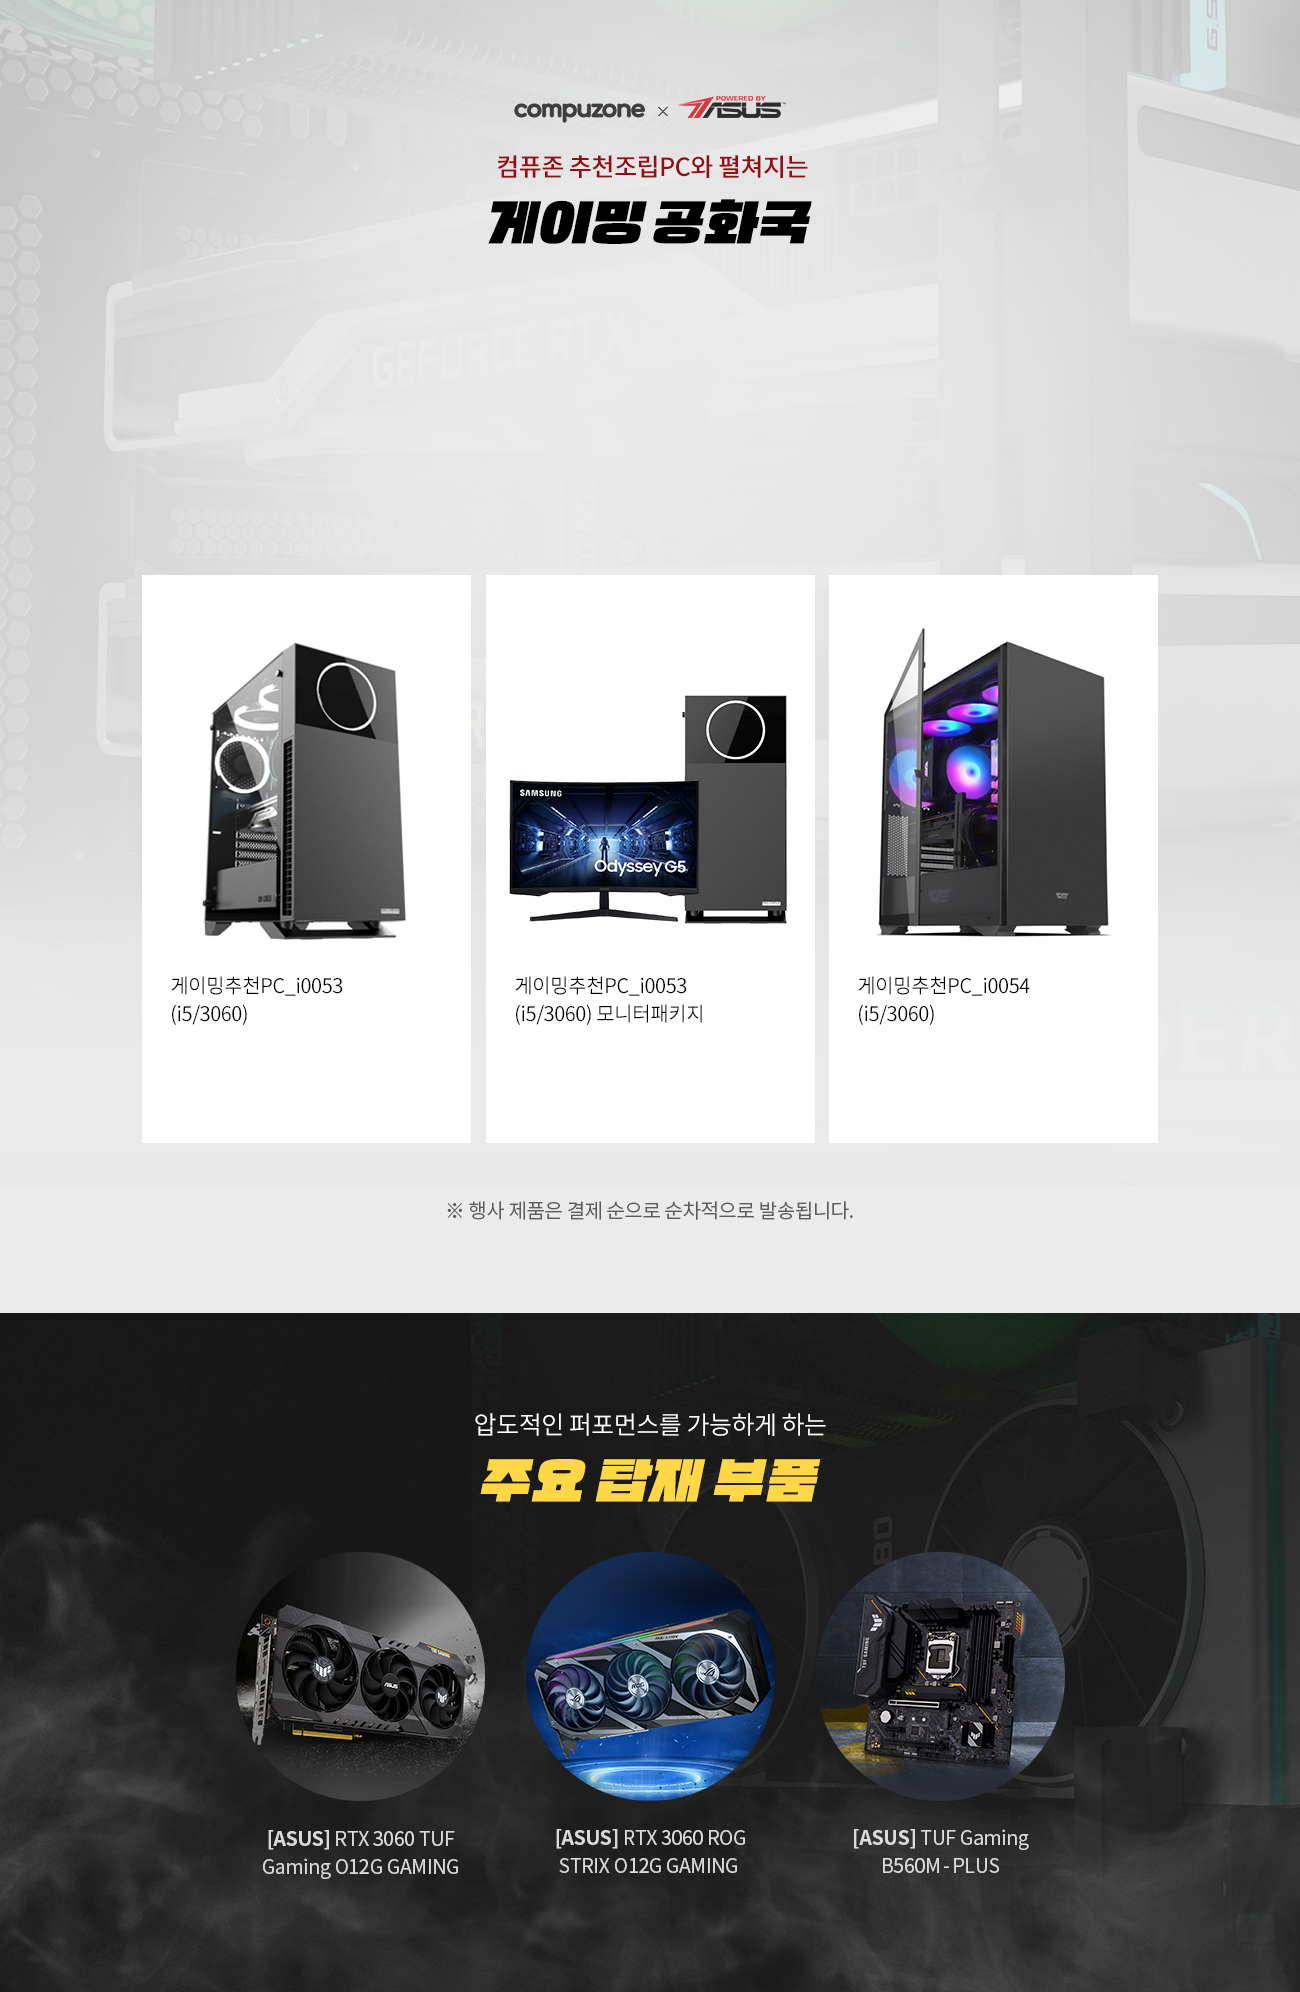 compuzone × POWERED BY ASUS
컴퓨존 추천조립PC와 펼쳐지는
게이밍 공화국
GEFORCE RTX
SAMSUNG
Odyssey G5
게이밍추천PC_i0053
(i5/3060)
게이밍추천PC_i0053
(i5/3060) 모니터패키지
게이밍추천PC_i0054
(i5/3060)
※ 행사 제품은 결제 순으로 순차적으로 발송됩니다.
압도적인 퍼포먼스를 가능하게 하는
주요 탑재 부품
[ASUS] RTX 3060 TUF
Gaming O12G GAMING
[ASUS] RTX 3060 ROG
STRIX O12G GAMING
[ASUS] TUF Gaming
B560M-PLUS